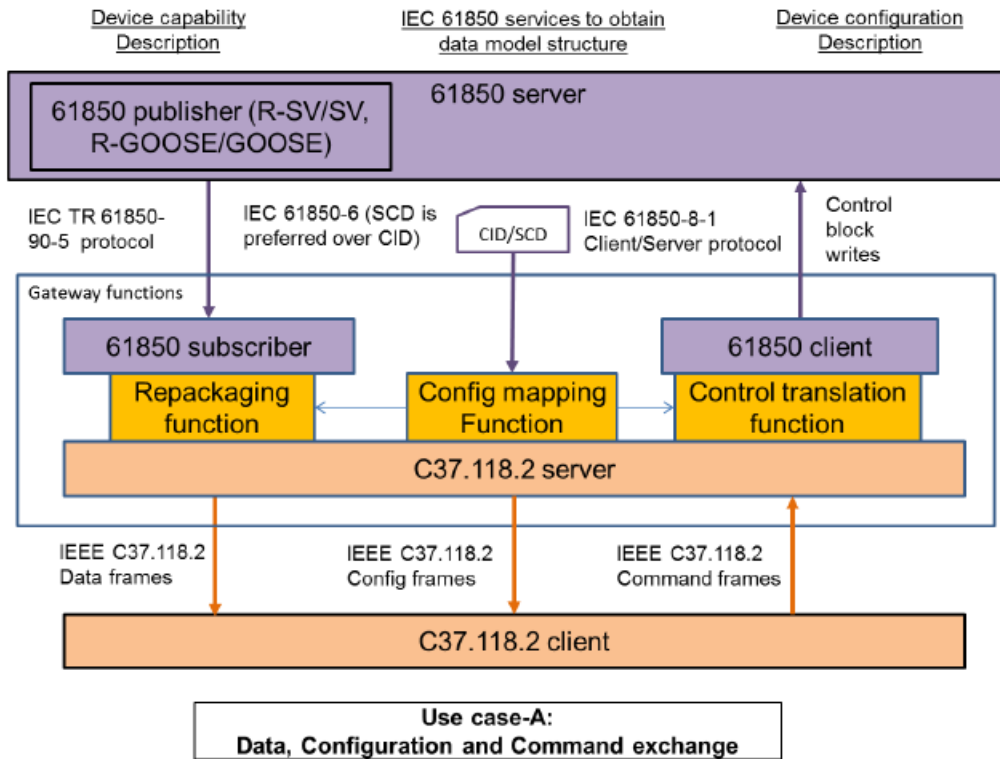 Device capability
Description
IEC 61850 services to obtain
data model structure
Device configuration
Description
61850 server
61850 publisher (R-SV/SV,
R-GOOSE/GOOSE)
IEC TR 61850-
90-5 protocol
IEC 61850-6 (SCD is
preferred over CID)
CID/SCD
IEC 61850-8-1
Client/Server protocol
Control
block
writes
Gateway functions
61850 subscriber
61850 client
Repackaging
function
Config mapping
Function
Control translation
function
C37.118.2 server
IEEE C37.118.2
Data frames
IEEE C37.118.2
Config frames
IEEE C37.118.2
Command frames
C37.118.2 client
Use case-A:
Data, Configuration and Command exchange